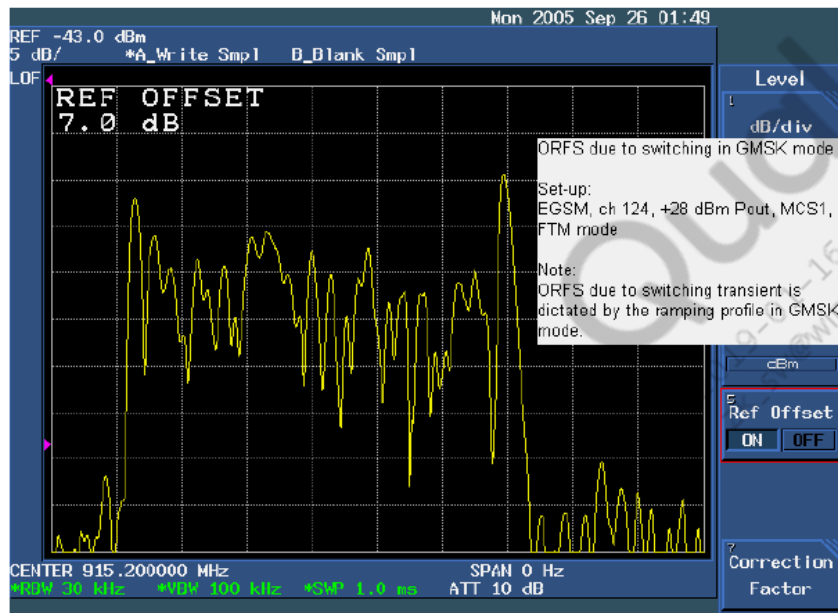 Mon 2005 Sep 26 01:49
REF -43.0 dBm
5 dB/ *A_Write Smpl B_Blank Smpl
LOF
REF OFFSET
7.0 dB
Level
1
dB/div
ORFS due to switching in GMSK mode
Set-up:
EGSM, ch 124, +28 dBm Pout, MCS1,
FTM mode
Note:
ORFS due to switching transient is
dictated by the ramping profile in GMSK
mode.
dBm
5
Ref Offset
ON OFF
7
Correction
Factor
CENTER 915.200000 MHz SPAN 0 Hz
*RBW 30 kHz *VBW 100 kHz *SWP 1.0 ms ATT 10 dB